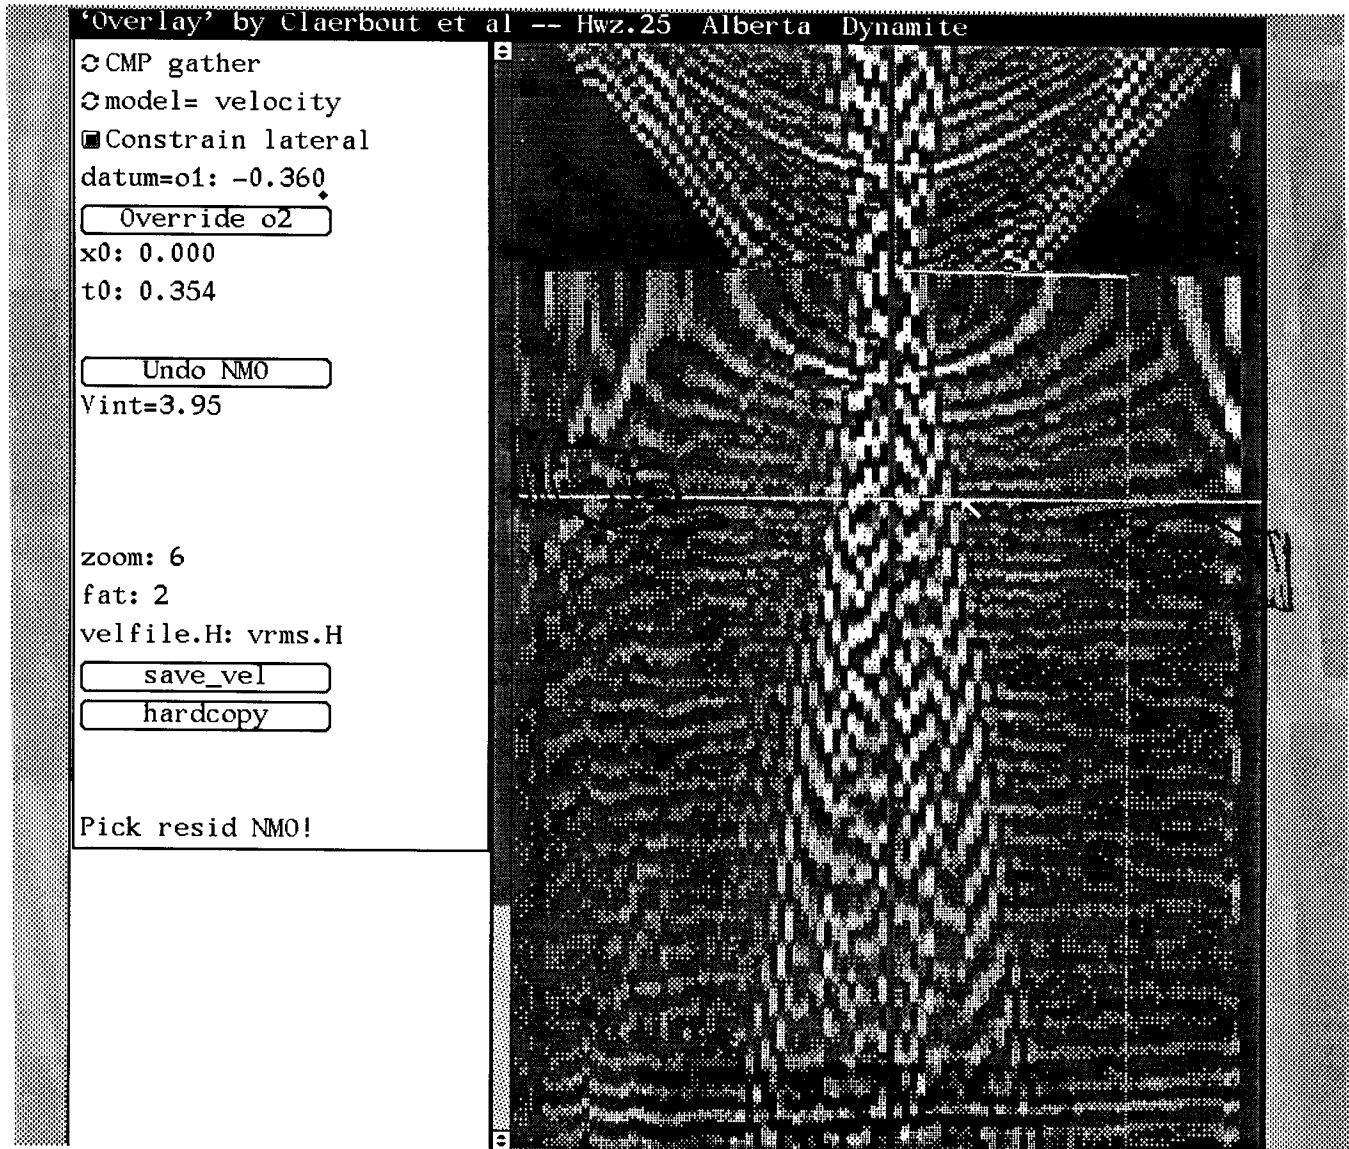 'Overlay' by Claerbout et al -- Hwz.25 Alberta Dynamite
CMP gather
model= velocity
Constrain lateral
datum=o1: -0.360
Override o2
x0: 0.000
t0: 0.354
Undo NMO
Vint=3.95
zoom: 6
fat: 2
velfile.H: vrms.H
save_vel
hardcopy
Pick resid NMO!